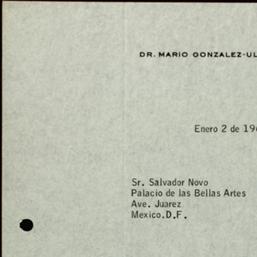 DR. MARIO GONZALEZ-UL
Enero 2 de 19
Sr. Salvador Novo
Palacio de las Bellas Artes
Ave. Juarez
Mexico.D.F.